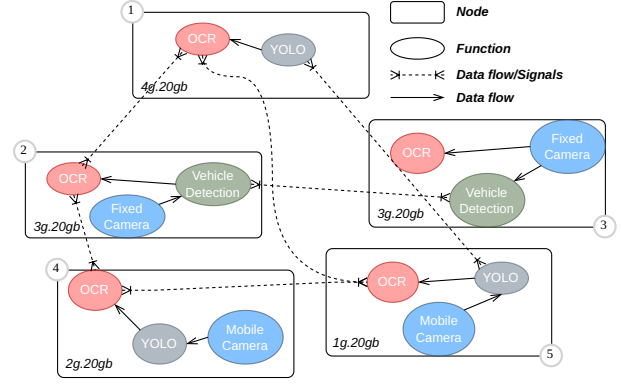 1
OCR
YOLO
4g.20gb
Node
Function
Data flow/Signals
Data flow
2
OCR
Vehicle
Detection
Fixed
Camera
3g.20gb
OCR
Fixed
Camera
Vehicle
Detection
3g.20gb
3
4
OCR
YOLO
Mobile
Camera
2g.20gb
OCR
YOLO
Mobile
Camera
1g.20gb
5